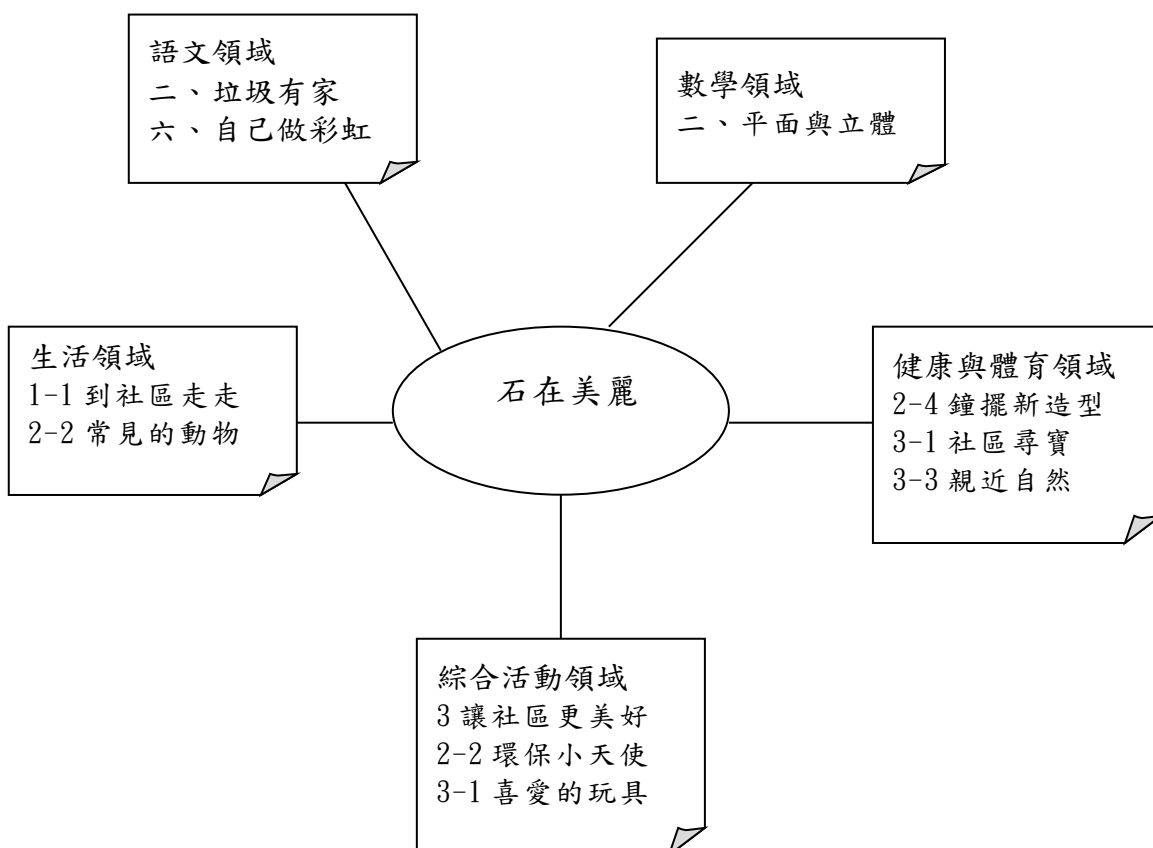 語文領域
二、垃圾有家
六、自己做彩虹
數學領域
二、平面與立體
生活領域
1-1 到社區走走
2-2 常見的動物
石在美麗
健康與體育領域
2-4 鐘擺新造型
3-1 社區尋寶
3-3 親近自然
綜合活動領域
3 讓社區更美好
2-2 環保小天使
3-1 喜愛的玩具